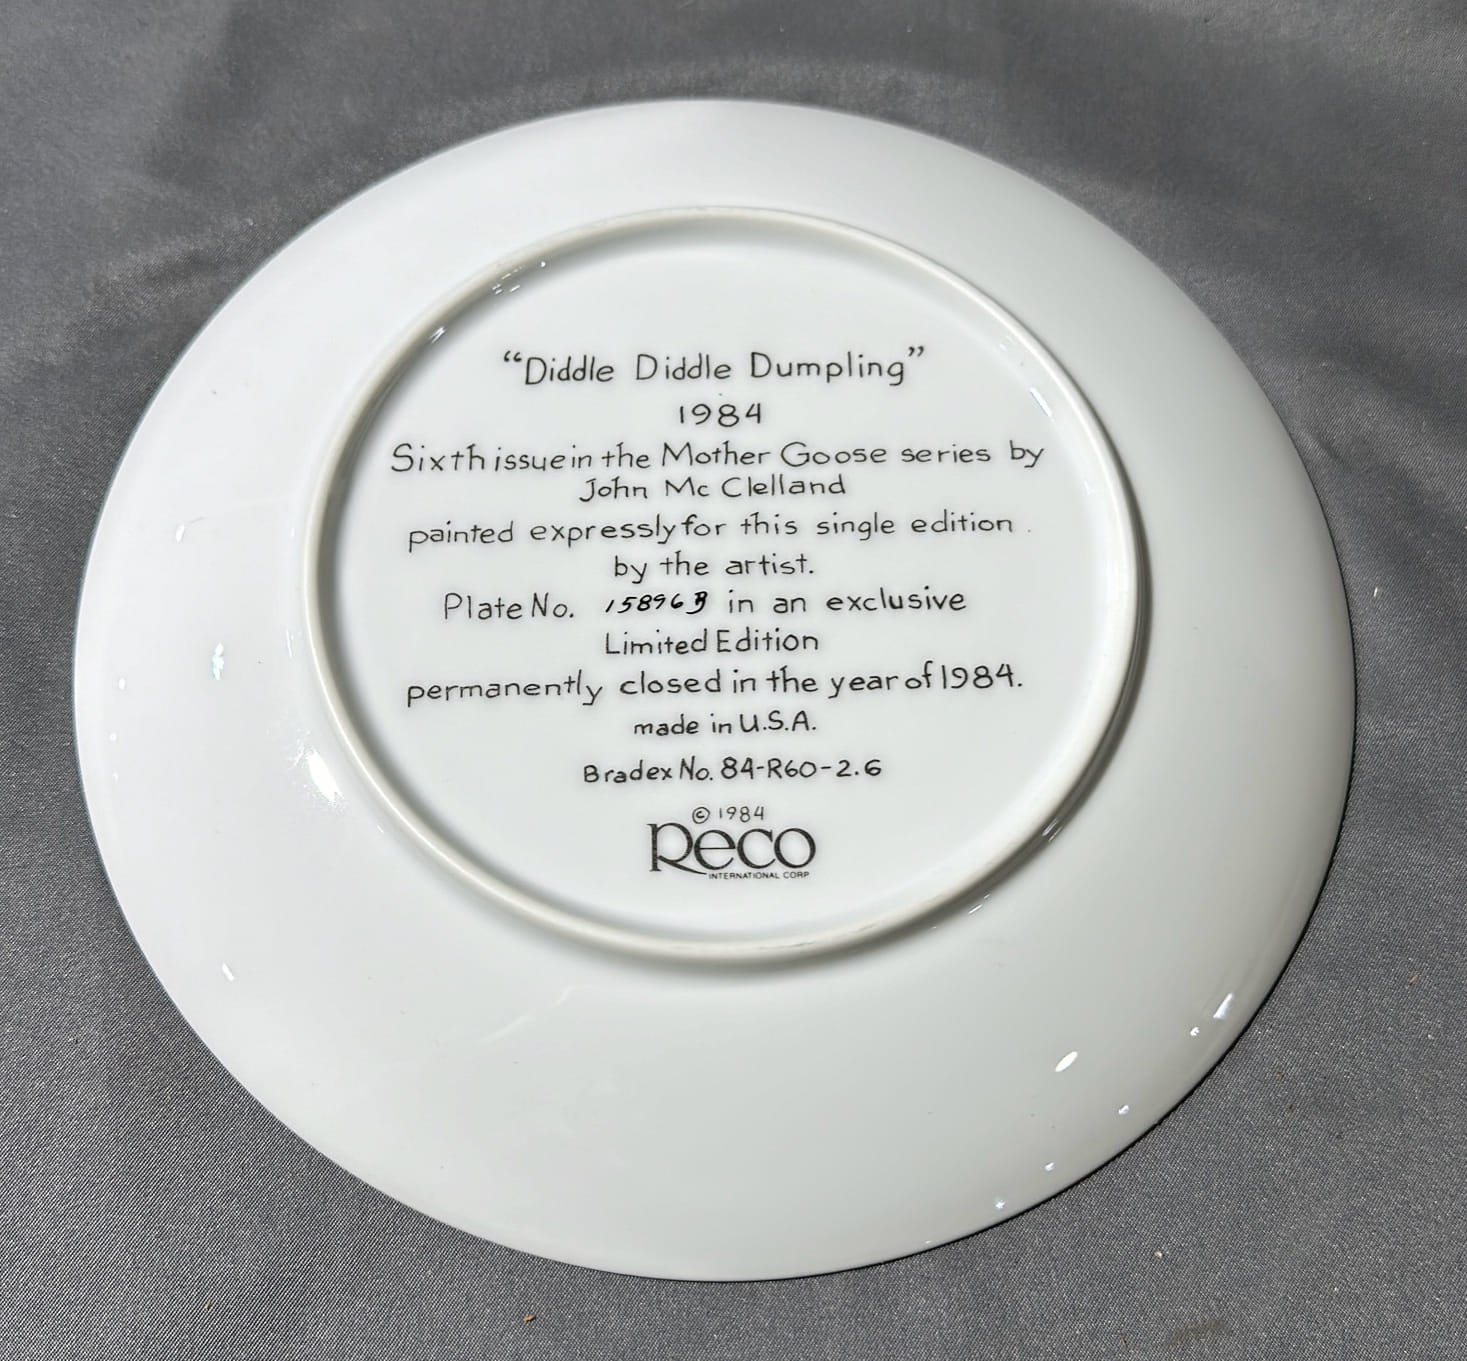 “Diddle Diddle Dumpling”
1984
Sixth issue in the Mother Goose series by
John Mc Clelland
painted expressly for this single edition
by the artist.
Plate No. 15896B in an exclusive
Limited Edition
permanently closed in the year of 1984.
made in U.S.A.
Bradex No. 84-R60-2.6
© 1984
Reco
INTERNATIONAL CORP